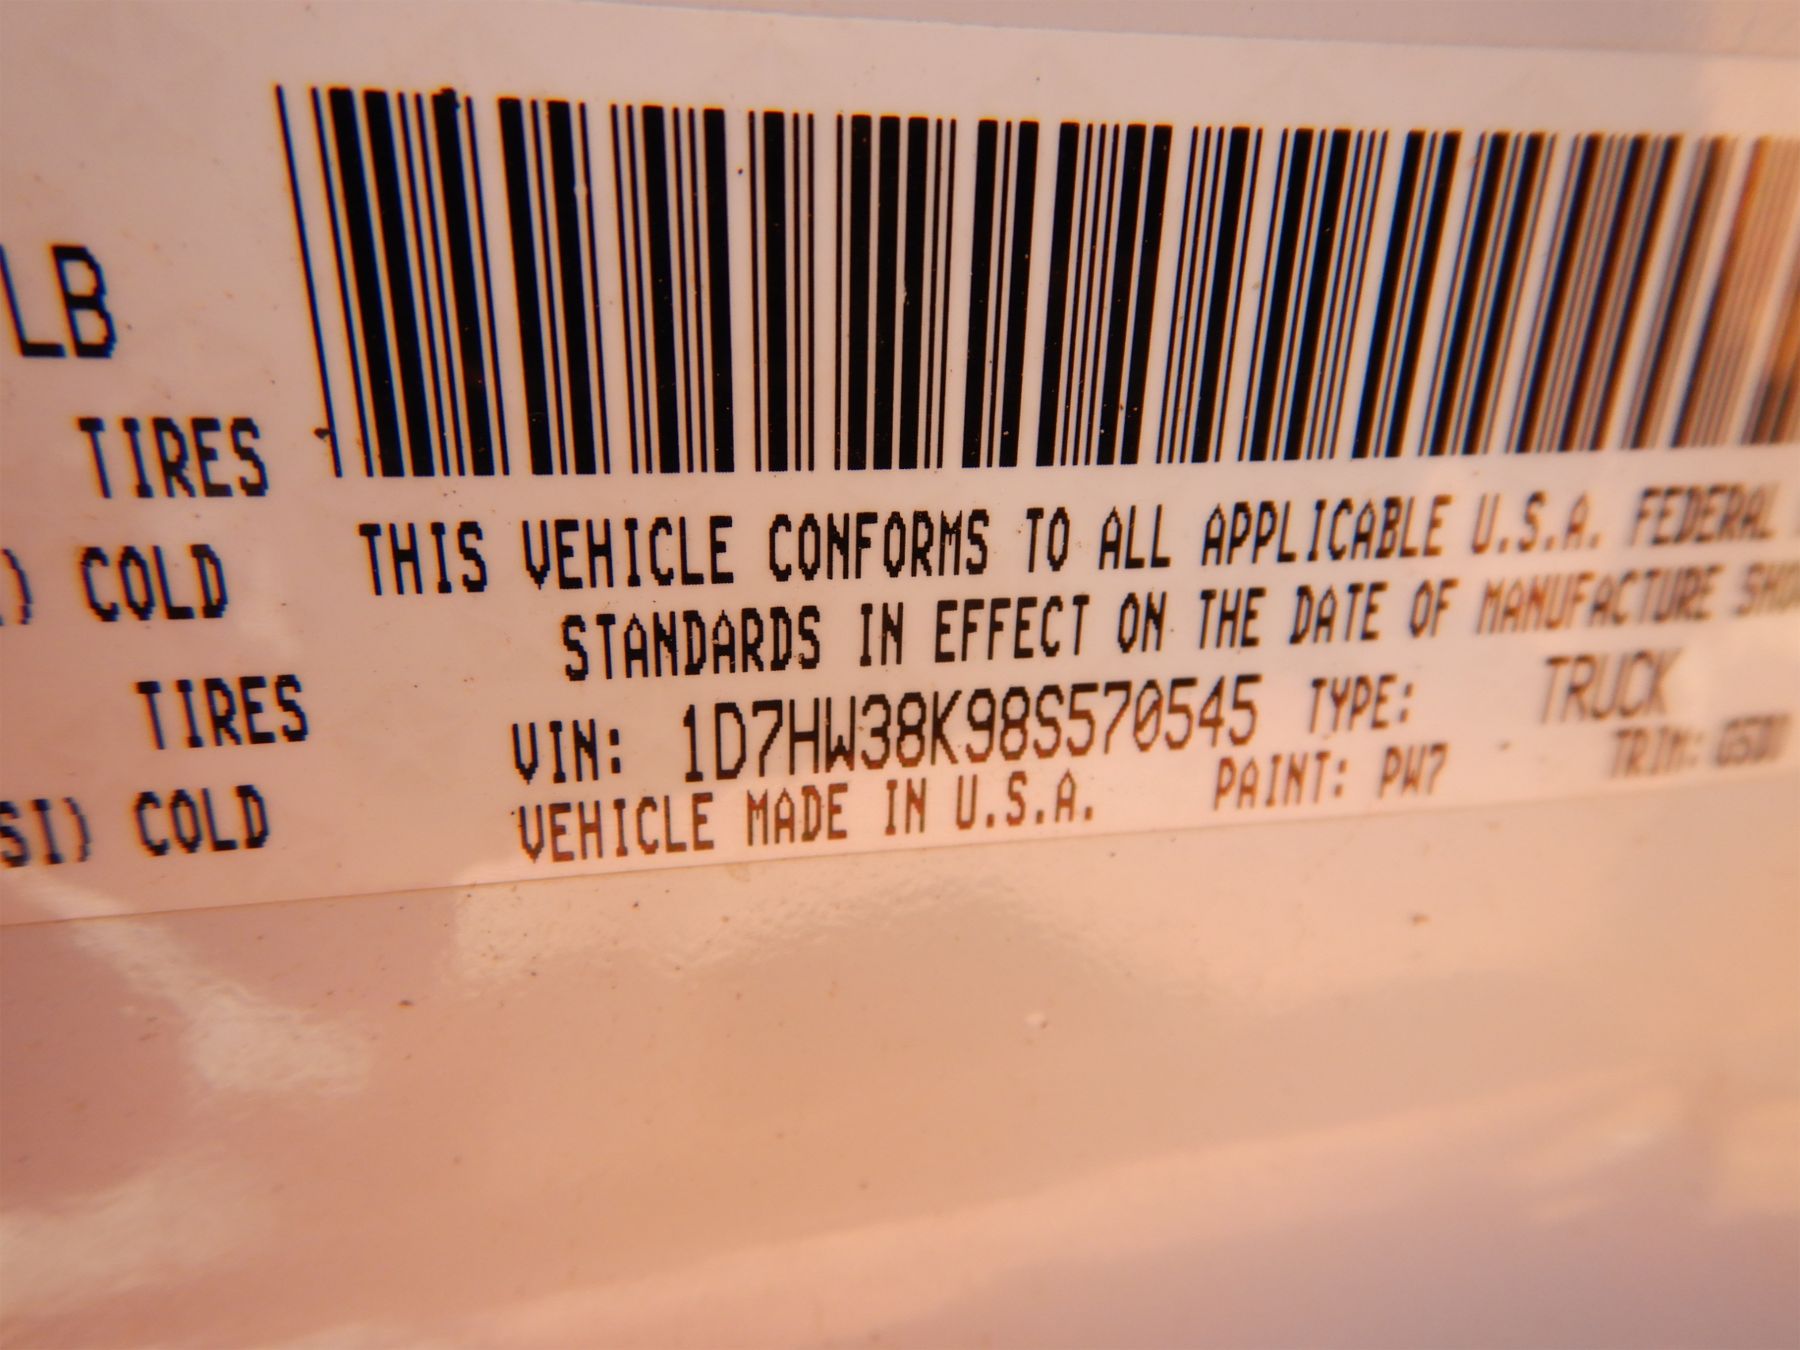 LB
TIRES
) COLD
TIRES
SI) COLD
THIS VEHICLE CONFORMS TO ALL APPLICABLE U.S.A. FEDERAL
STANDARDS IN EFFECT ON THE DATE OF MANUFACTURE
VIN: 1D7HW38K98S570545 TYPE: TRUCK
VEHICLE MADE IN U.S.A. PAINT: PW7 TRIM: